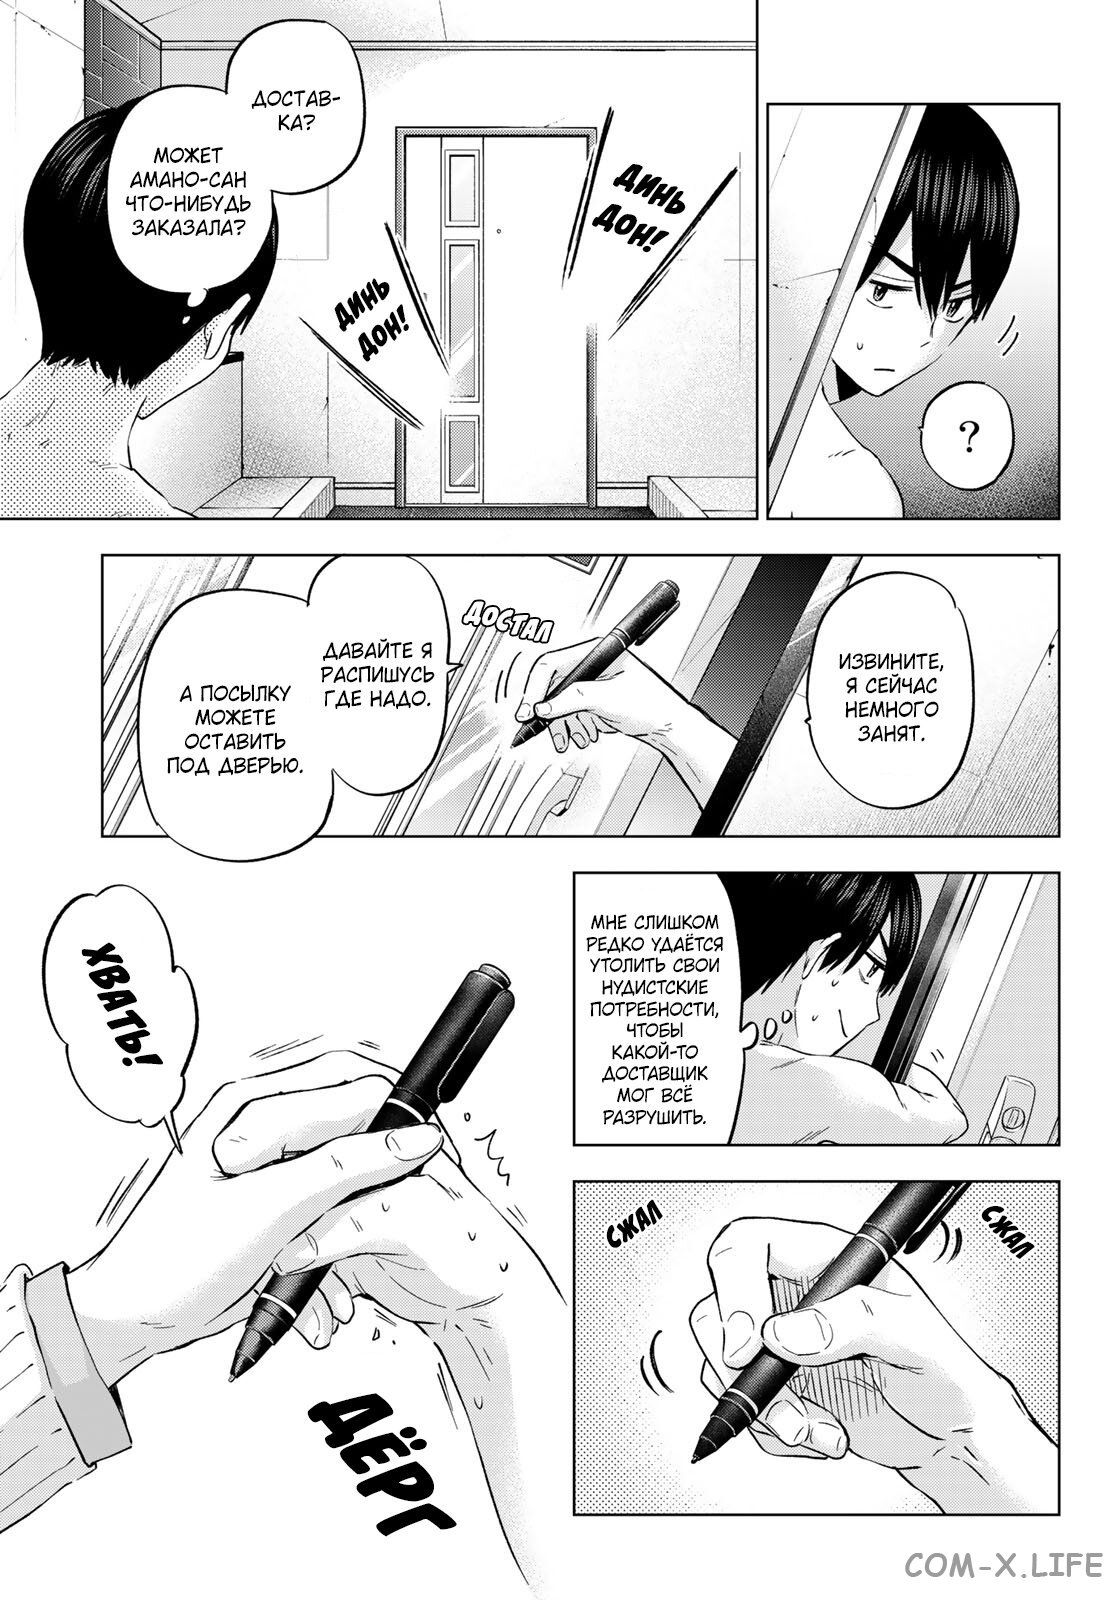 ?
ДИНЬ
ДОН!
ДИНЬ
ДОН!
ДОСТАВ-
КА?
МОЖЕТ
АМАНО-САН
ЧТО-НИБУДЬ
ЗАКАЗАЛА?
ИЗВИНИТЕ,
Я СЕЙЧАС
НЕМНОГО
ЗАНЯТ.
ДОСТАЛ
ДАВАЙТЕ Я
РАСПИШУСЬ
ГДЕ НАДО.
А ПОСЫЛКУ
МОЖЕТЕ
ОСТАВИТЬ
ПОД ДВЕРЬЮ.
МНЕ СЛИШКОМ
РЕДКО УДАЁТСЯ
УТОЛИТЬ СВОИ
НУДИСТСКИЕ
ПОТРЕБНОСТИ,
ЧТОБЫ
КАКОЙ-ТО
ДОСТАВЩИК
МОГ ВСЁ
РАЗРУШИТЬ.
СЖАЛ
СЖАЛ
ХВАТЬ!
ДЁРГ
COM-X.LIFE